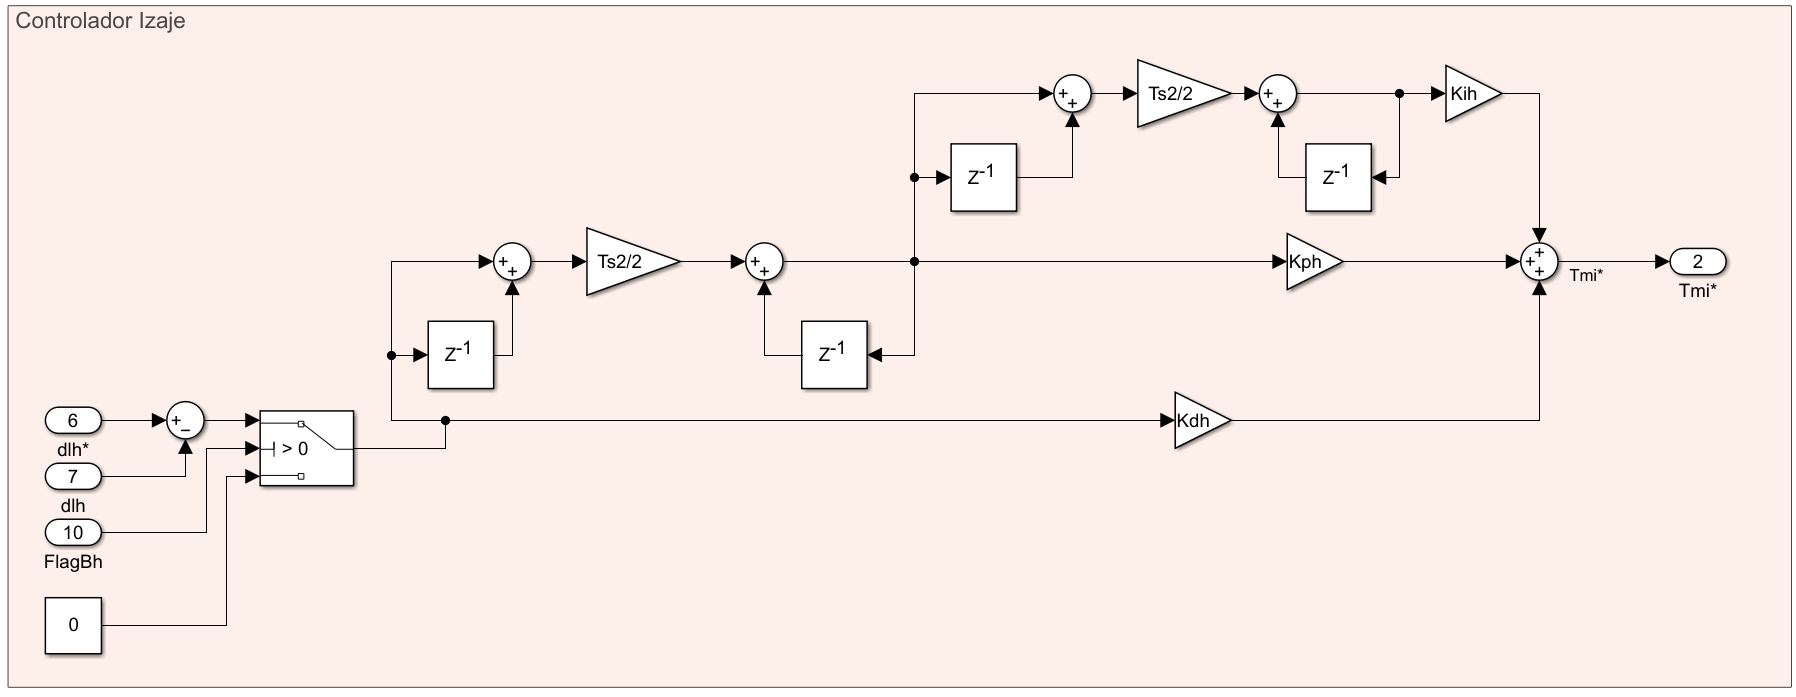 Controlador Izaje
+
+
Ts2/2
+
+
Kih
Z-1
Z-1
+
+
Ts2/2
+
+
Kph
+
+
+
Tmi*
2
Tmi*
Z-1
Z-1
6
dlh*
+
−
> 0
Kdh
7
dlh
10
FlagBh
0